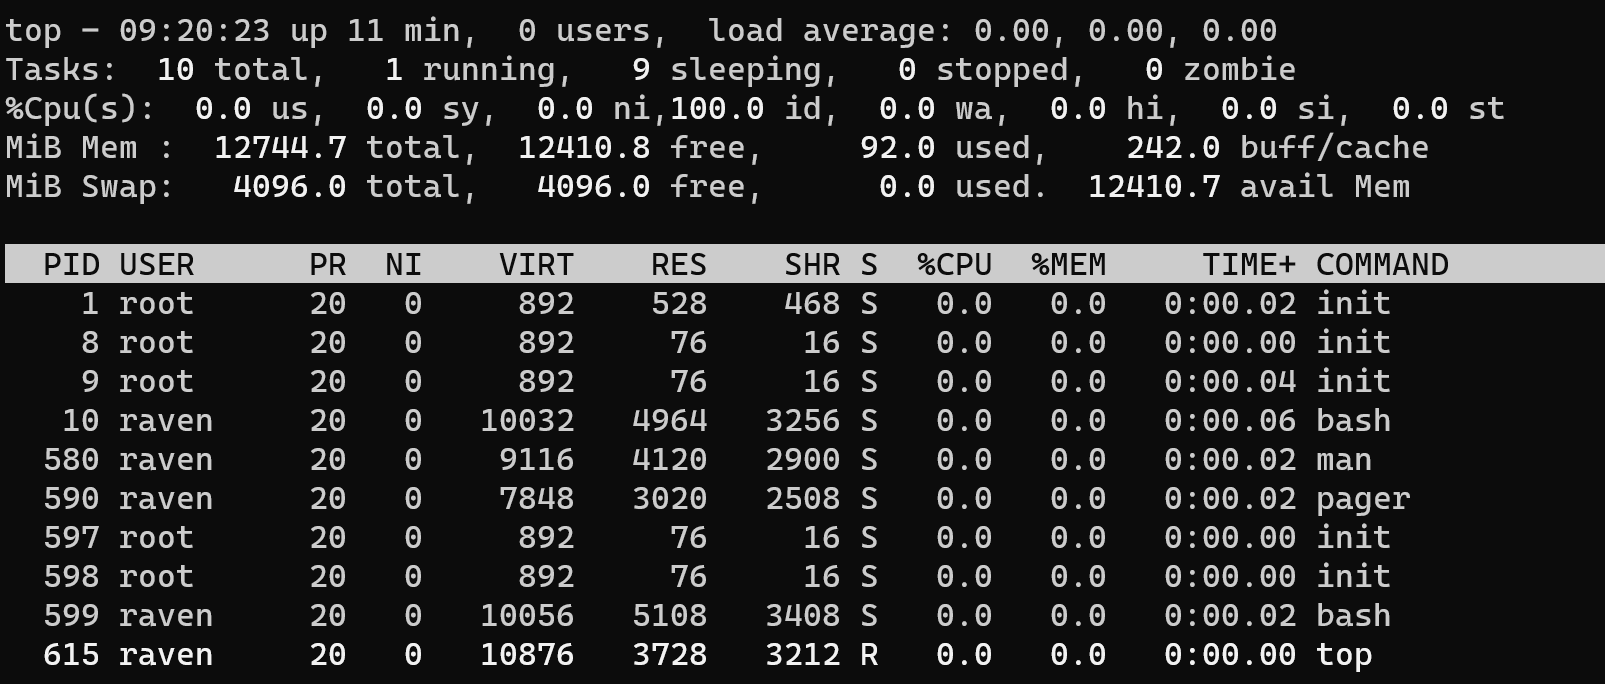 top - 09:20:23 up 11 min,  0 users,  load average: 0.00, 0.00, 0.00
Tasks:  10 total,   1 running,   9 sleeping,   0 stopped,   0 zombie
%Cpu(s):  0.0 us,  0.0 sy,  0.0 ni,100.0 id,  0.0 wa,  0.0 hi,  0.0 si,  0.0 st
MiB Mem :  12744.7 total,  12410.8 free,     92.0 used,    242.0 buff/cache
MiB Swap:   4096.0 total,   4096.0 free,      0.0 used.  12410.7 avail Mem
  PID USER      PR  NI    VIRT    RES    SHR S  %CPU  %MEM     TIME+ COMMAND
    1 root      20   0     892    528    468 S   0.0   0.0   0:00.02 init
    8 root      20   0     892     76     16 S   0.0   0.0   0:00.00 init
    9 root      20   0     892     76     16 S   0.0   0.0   0:00.04 init
   10 raven     20   0   10032   4964   3256 S   0.0   0.0   0:00.06 bash
  580 raven     20   0    9116   4120   2900 S   0.0   0.0   0:00.02 man
  590 raven     20   0    7848   3020   2508 S   0.0   0.0   0:00.02 pager
  597 root      20   0     892     76     16 S   0.0   0.0   0:00.00 init
  598 root      20   0     892     76     16 S   0.0   0.0   0:00.00 init
  599 raven     20   0   10056   5108   3408 S   0.0   0.0   0:00.02 bash
  615 raven     20   0   10876   3728   3212 R   0.0   0.0   0:00.00 top